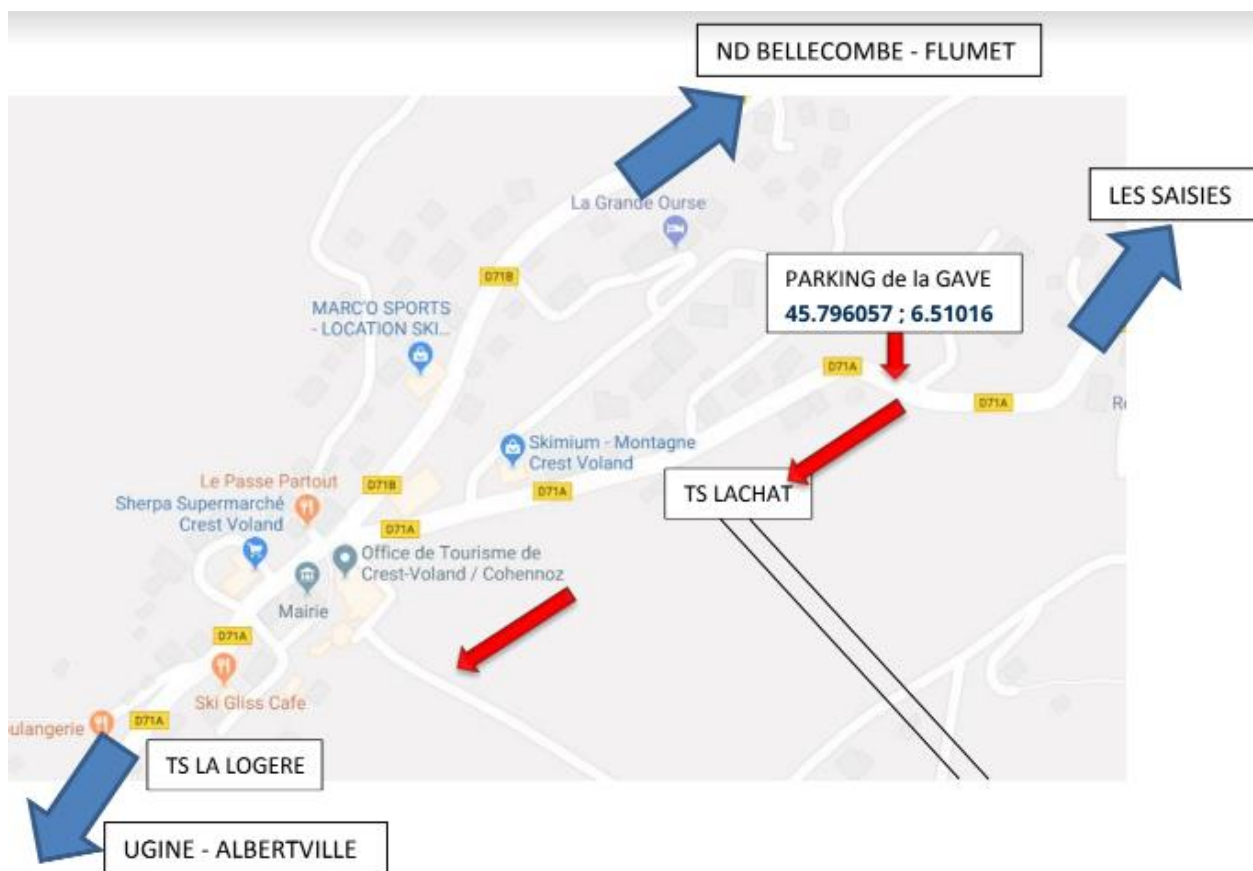 ND BELLECOMBE - FLUMET
LES SAISIES
La Grande Ourse
D71B
PARKING de la GAVE
45.796057 ; 6.51016
MARC'O SPORTS
- LOCATION SKI...
D71A
D71A
Skimium - Montagne
Crest Voland
Le Passe Partout
D71B
D71A
TS LACHAT
Sherpa Supermarché
Crest Voland
D71A
Office de Tourisme de
Crest-Voland / Cohennoz
Mairie
D71A
Ski Gliss Cafe
oulangerie
D71A
TS LA LOGERE
UGINE - ALBERTVILLE